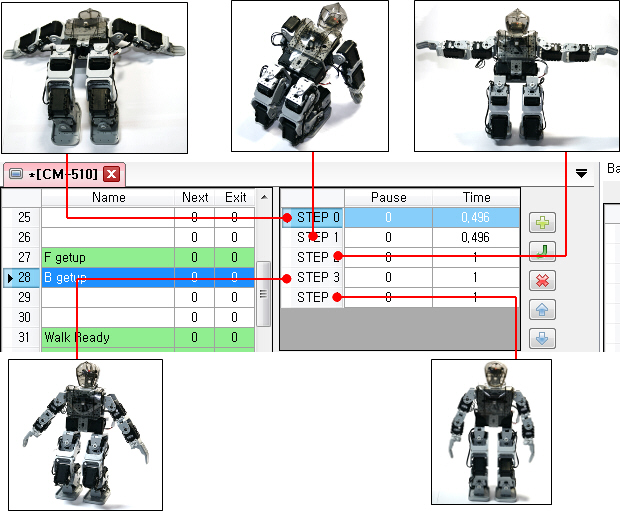 *[CM-510]
Ba
Name Next Exit
25 0 0
26 0 0
27 F getup 0 0
28 B getup 0 0
29 0 0
30 0 0
31 Walk Ready 0 0
Pause Time
STEP 0 0 0,496
STEP 1 0 0,496
STEP 2 0 1
STEP 3 0 1
STEP 0 1